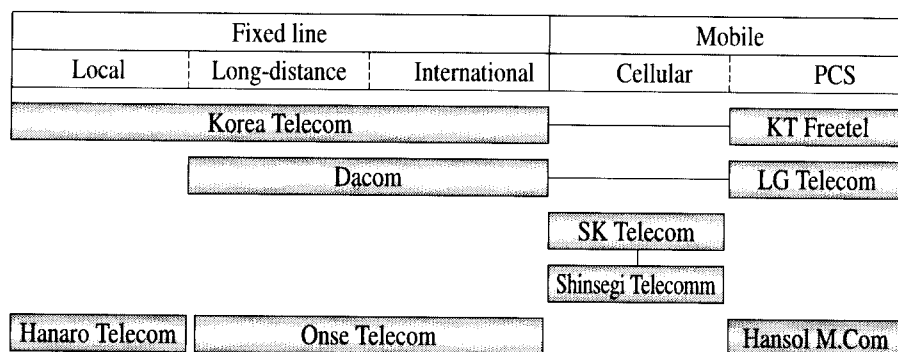 Fixed line Mobile
Local Long-distance International Cellular PCS
Korea Telecom KT Freetel
Dacom LG Telecom
SK Telecom
Shinsegi Telecomm
Hanaro Telecom Onse Telecom Hansol M.Com